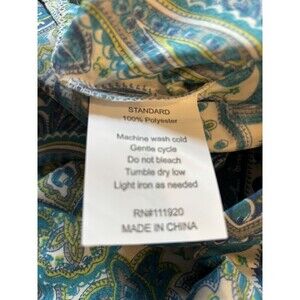 STANDARD
100% Polyester
Machine wash cold
Gentle cycle
Do not bleach
Tumble dry low
Light iron as needed
RN#111920
MADE IN CHINA